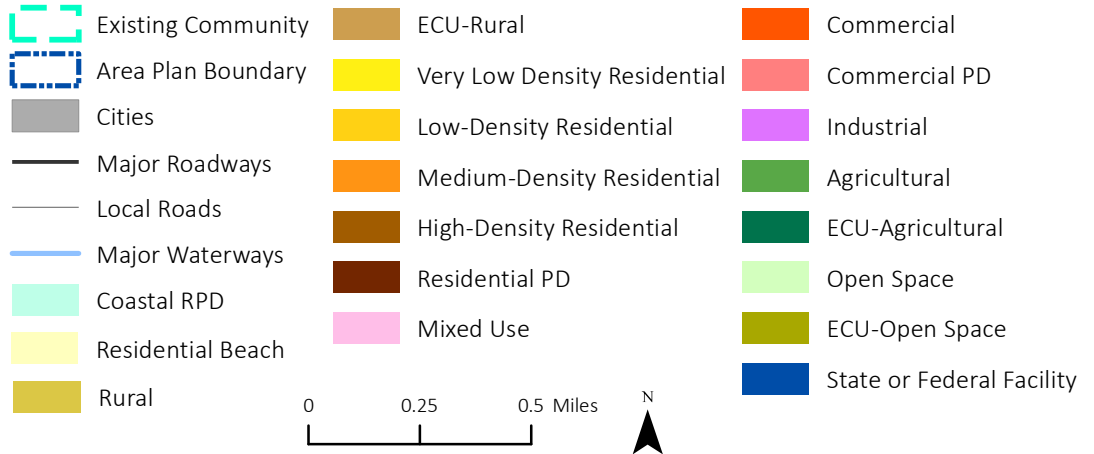 Existing Community
Area Plan Boundary
Cities
Major Roadways
Local Roads
Major Waterways
Coastal RPD
Residential Beach
Rural
ECU-Rural
Very Low Density Residential
Low-Density Residential
Medium-Density Residential
High-Density Residential
Residential PD
Mixed Use
Commercial
Commercial PD
Industrial
Agricultural
ECU-Agricultural
Open Space
ECU-Open Space
State or Federal Facility
0 0.25 0.5 Miles
N